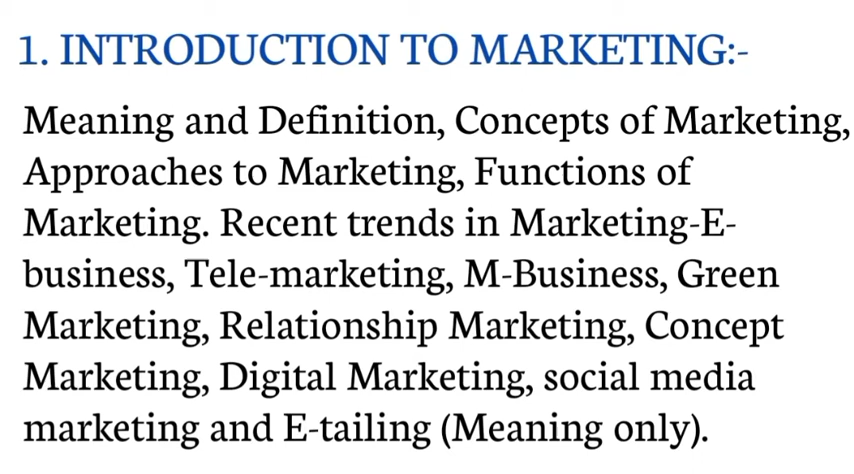 1. INTRODUCTION TO MARKETING:-
Meaning and Definition, Concepts of Marketing,
Approaches to Marketing, Functions of
Marketing. Recent trends in Marketing-E-
business, Tele-marketing, M-Business, Green
Marketing, Relationship Marketing, Concept
Marketing, Digital Marketing, social media
marketing and E-tailing (Meaning only).